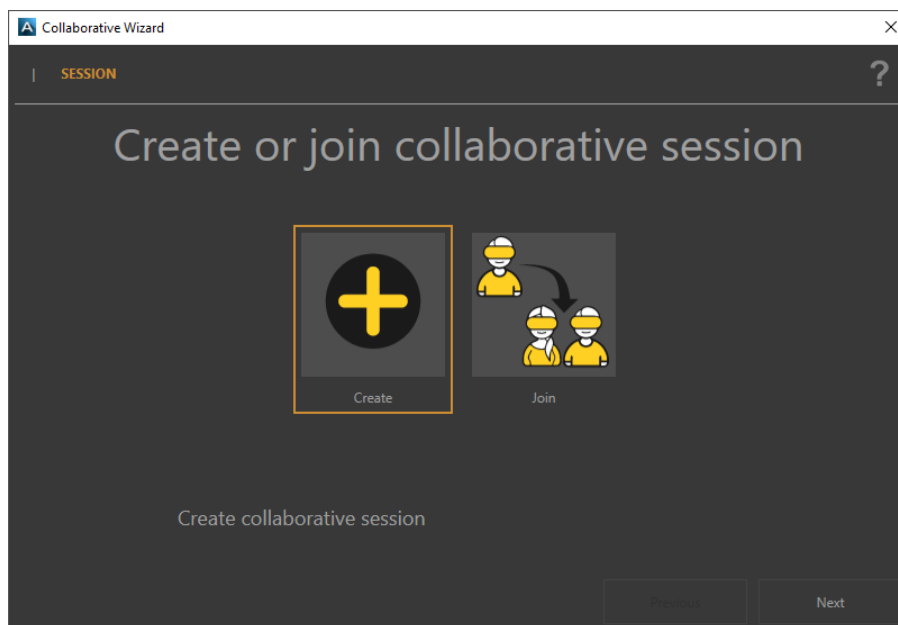 Collaborative Wizard
| SESSION
?
Create or join collaborative session
Create
Join
Create collaborative session
Previous
Next